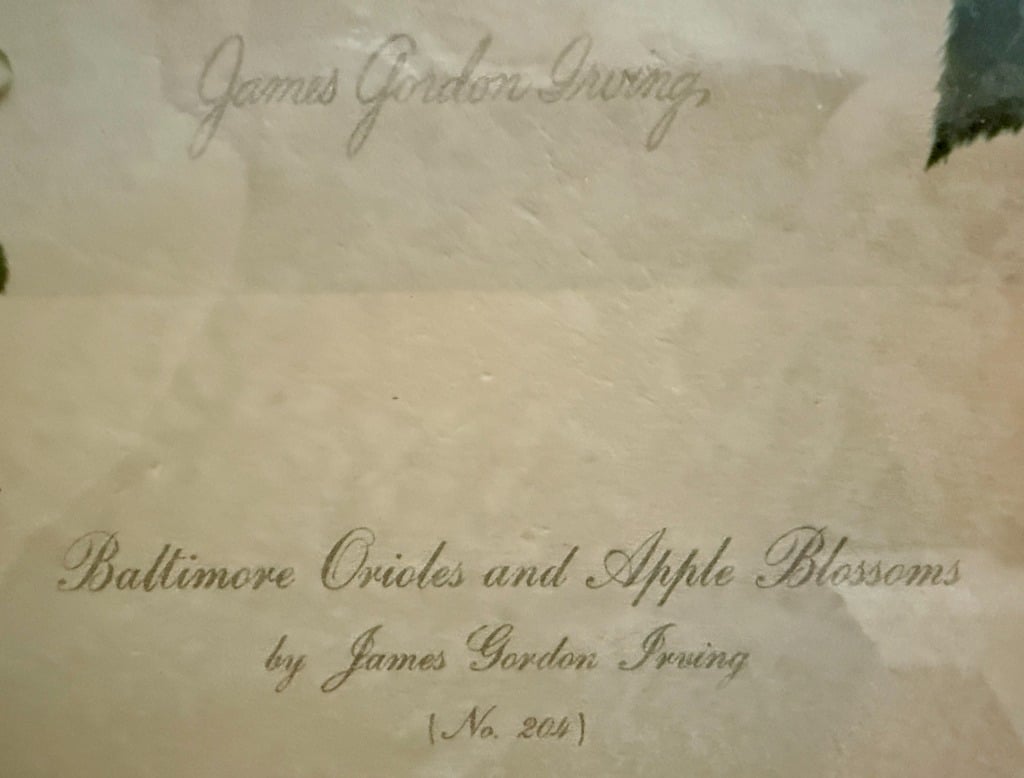 James Gordon Irving
Baltimore Orioles and Apple Blossoms
by James Gordon Irving
(No. 204)